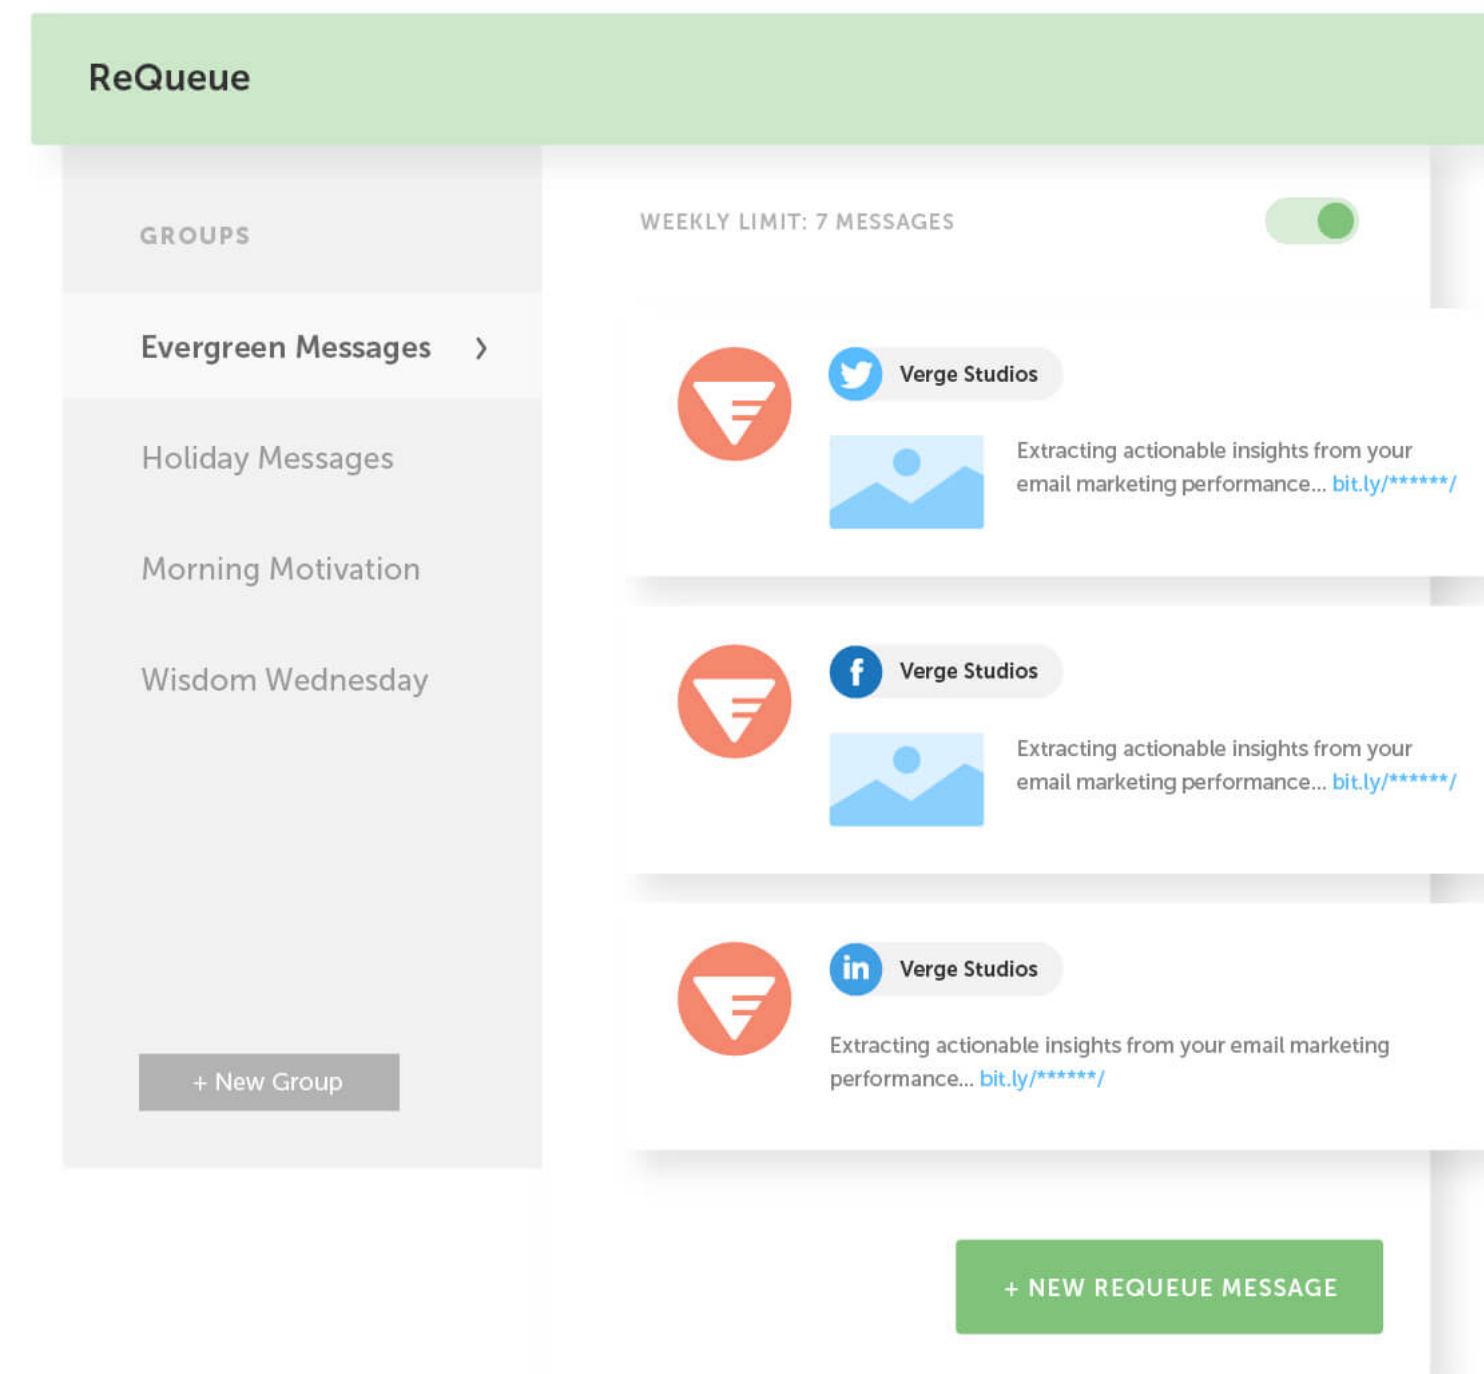 ReQueue
GROUPS
Evergreen Messages
Holiday Messages
Morning Motivation
Wisdom Wednesday
+ New Group
WEEKLY LIMIT: 7 MESSAGES
Verge Studios
Extracting actionable insights from your
email marketing performance... bit.ly/******/
f Verge Studios
Extracting actionable insights from your
email marketing performance... bit.ly/******/
in Verge Studios
Extracting actionable insights from your email marketing
performance... bit.ly/******/
+ NEW REQUEUE MESSAGE